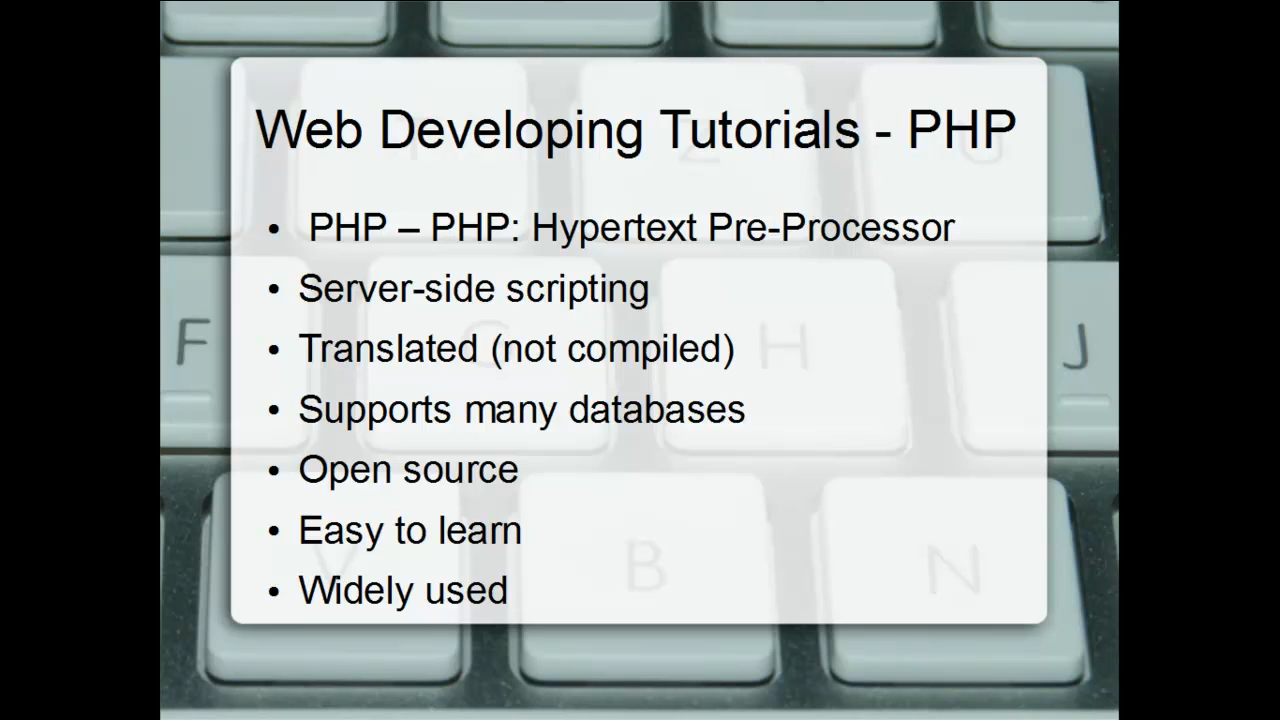 Web Developing Tutorials - PHP
• PHP – PHP: Hypertext Pre-Processor
• Server-side scripting
• Translated (not compiled)
• Supports many databases
• Open source
• Easy to learn
• Widely used
F
G
H
J
V
B
N